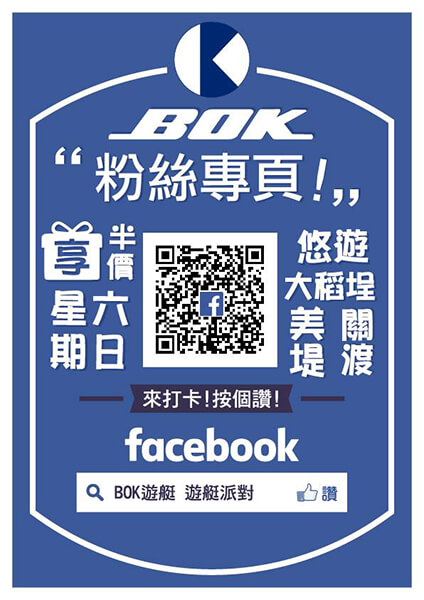 BOK
“粉絲專頁!”
享半價
星期六日
悠遊
大稻埕
美堤
關渡
來打卡!按個讚!
facebook
BOK遊艇 遊艇派對 讚